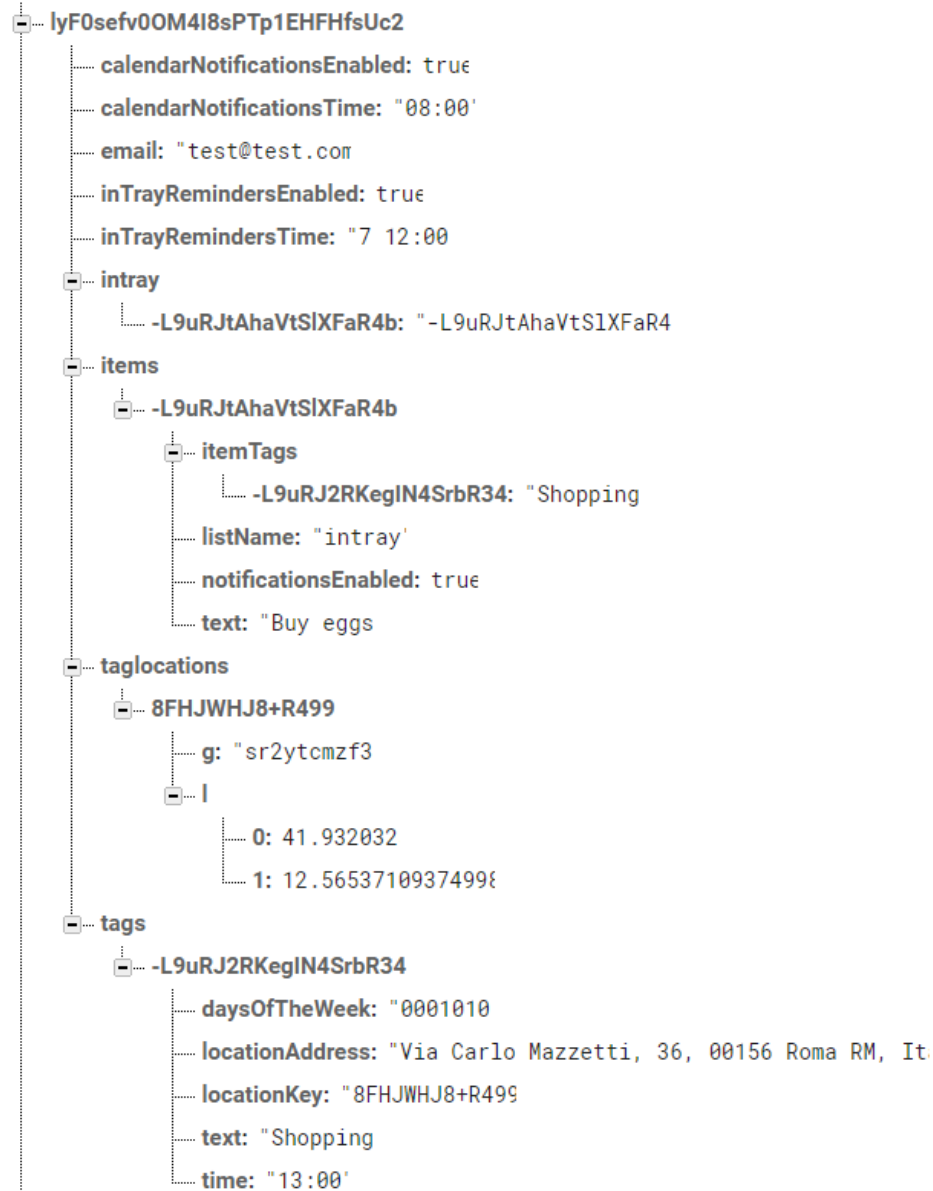 lyF0sefv0OM4I8sPTp1EHFHfsUc2
calendarNotificationsEnabled: true
calendarNotificationsTime: "08:00"
email: "test@test.com
inTrayRemindersEnabled: true
inTrayRemindersTime: "7 12:00
intray
-L9uRJtAhaVtSlXFaR4b: "-L9uRJtAhaVtSlXFaR4
items
-L9uRJtAhaVtSlXFaR4b
itemTags
-L9uRJ2RKegIN4SrbR34: "Shopping
listName: "intray"
notificationsEnabled: true
text: "Buy eggs
taglocations
8FHJWHJ8+R499
g: "sr2ytcmzf3
l
0: 41.932032
1: 12.565371093749998
tags
-L9uRJ2RKegIN4SrbR34
daysOfTheWeek: "0001010
locationAddress: "Via Carlo Mazzetti, 36, 00156 Roma RM, It
locationKey: "8FHJWHJ8+R499
text: "Shopping
time: "13:00"